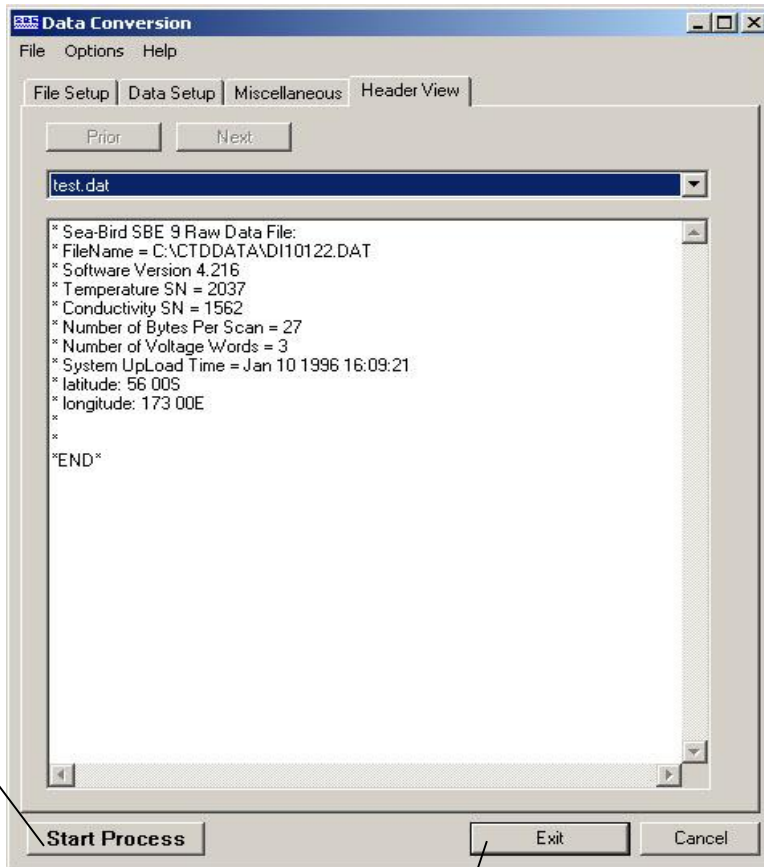 SBE Data Conversion
File Options Help
File Setup Data Setup Miscellaneous Header View
Prior Next
test.dat
* Sea-Bird SBE 9 Raw Data File:
* FileName = C:\CTDDATA\DI10122.DAT
* Software Version 4.216
* Temperature SN = 2037
* Conductivity SN = 1562
* Number of Bytes Per Scan = 27
* Number of Voltage Words = 3
* System UpLoad Time = Jan 10 1996 16:09:21
* latitude: 56 00S
* longitude: 173 00E
*
*
*END*
Start Process Exit Cancel